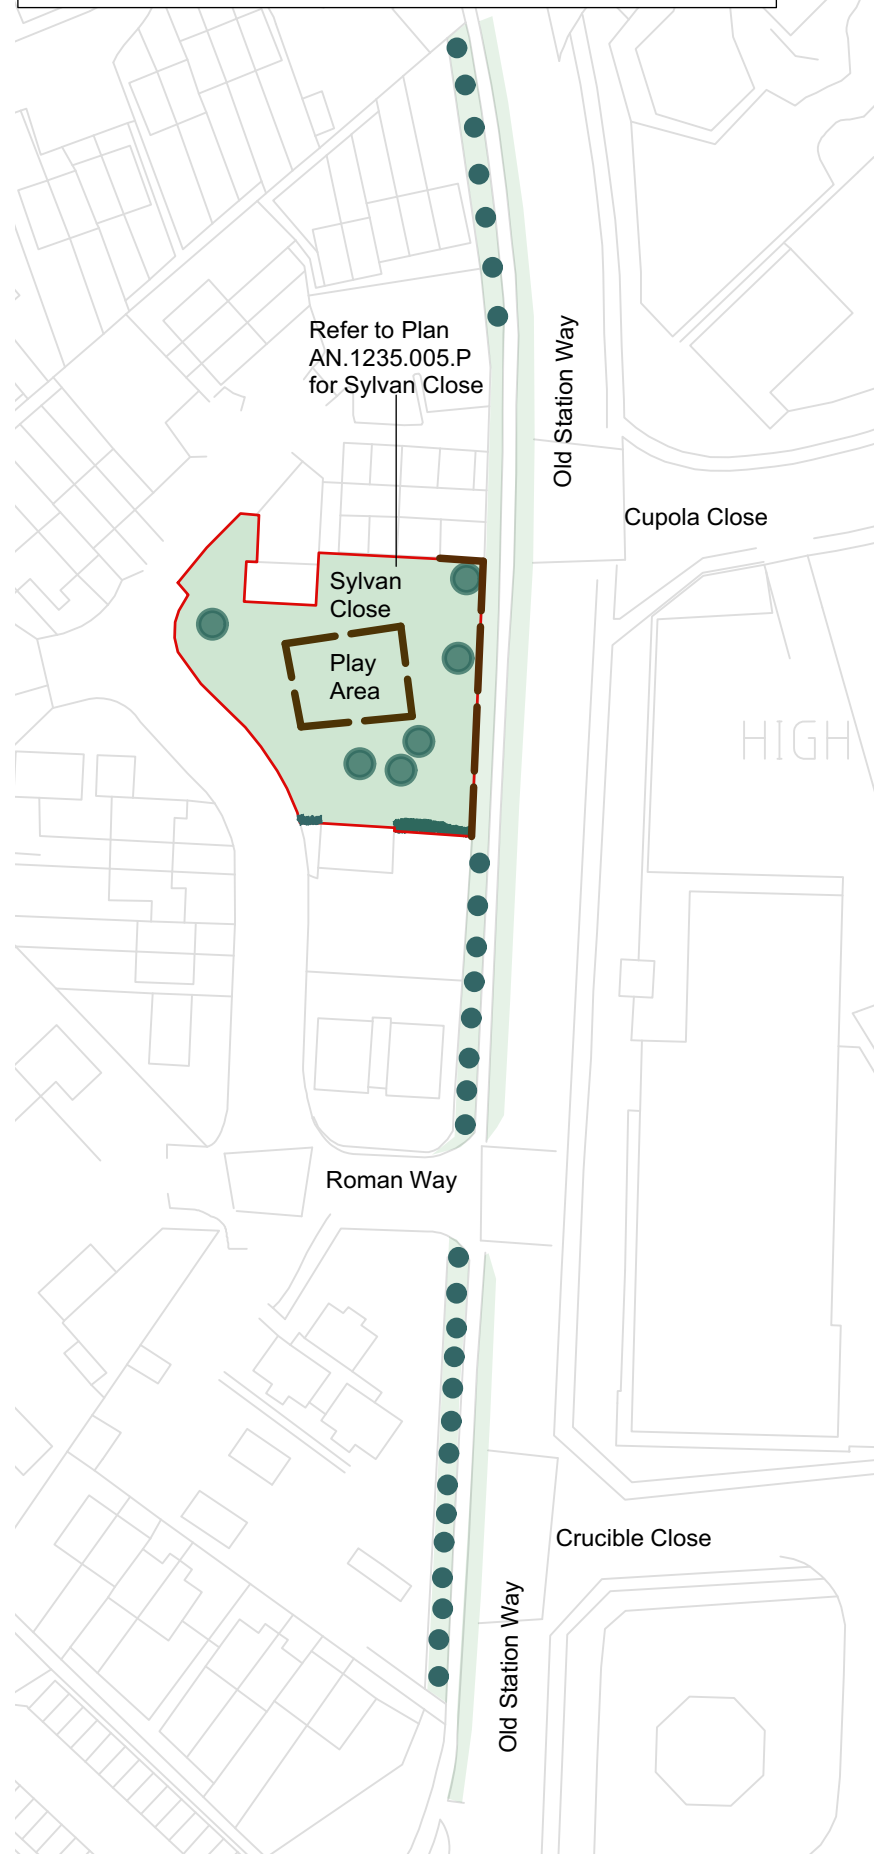 Refer to Plan
AN.1235.005.P
for Sylvan Close
Old Station Way
Cupola Close
Sylvan
Close
Play
Area
HIGH
Roman Way
Crucible Close
Old Station Way